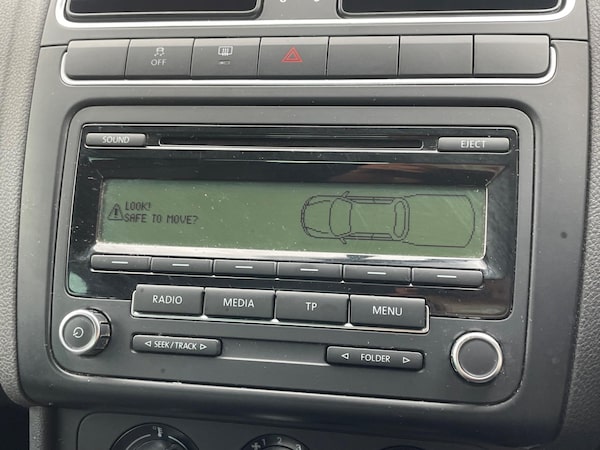 OFF
SOUND
EJECT
LOOK!
SAFE TO MOVE?
RADIO
MEDIA
TP
MENU
SEEK/TRACK
FOLDER